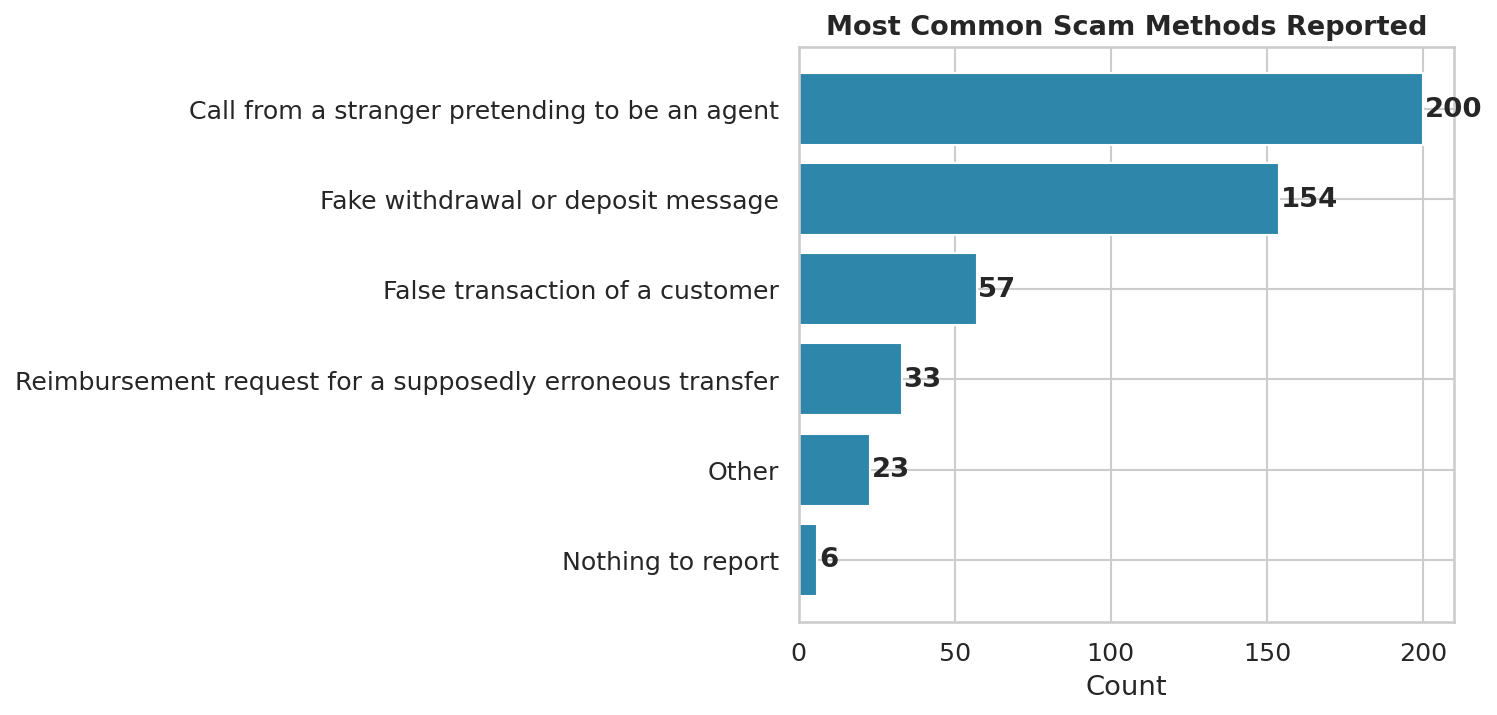 Most Common Scam Methods Reported
Call from a stranger pretending to be an agent
200
Fake withdrawal or deposit message
154
False transaction of a customer
57
Reimbursement request for a supposedly erroneous transfer
33
Other
23
Nothing to report
6
0 50 100 150 200
Count